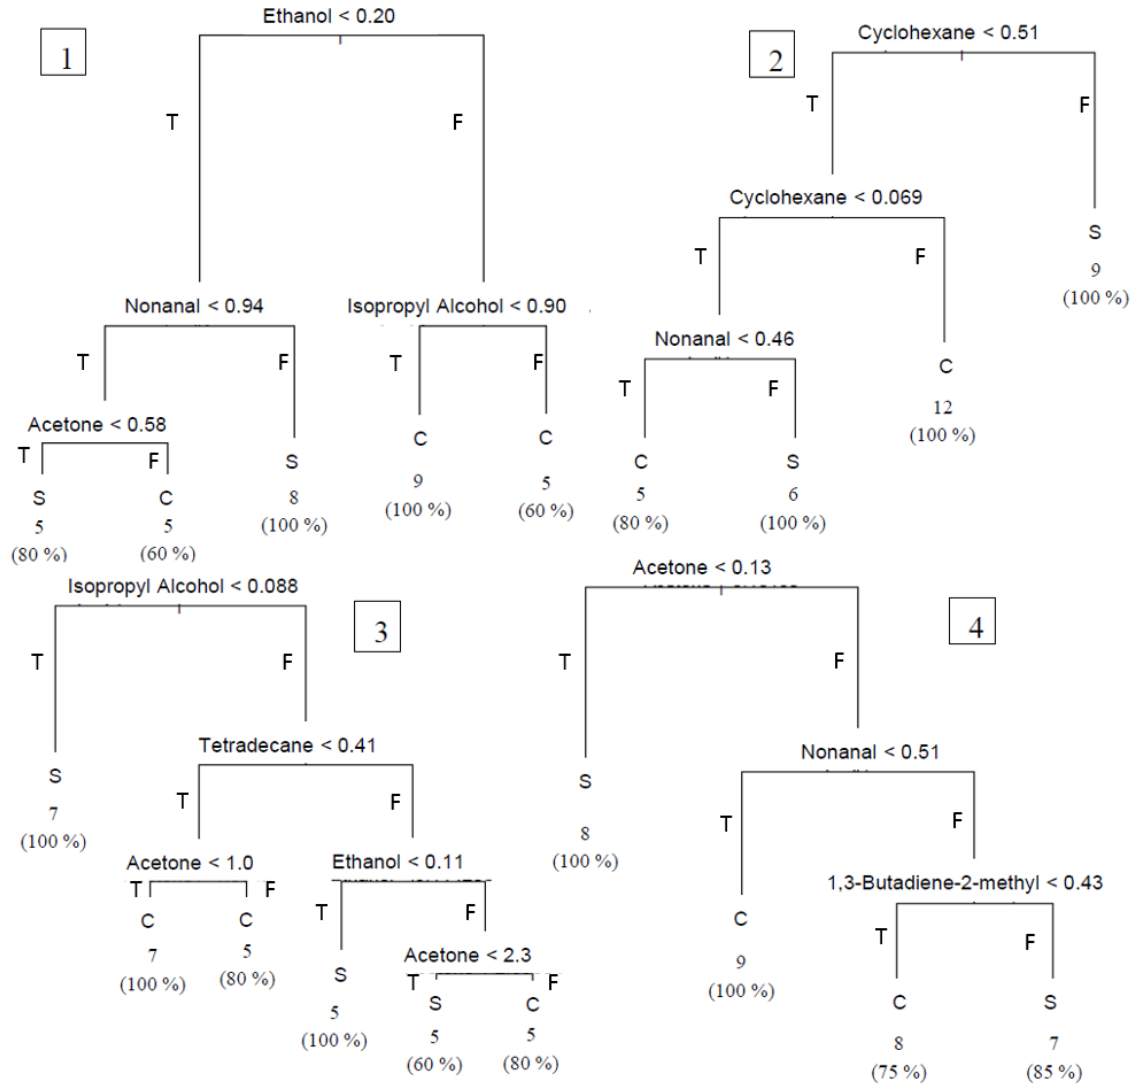 1
Ethanol < 0.20
T
F
Nonanal < 0.94
Isopropyl Alcohol < 0.90
T
F
T
F
Acetone < 0.58
T
F
S
5
(80 %)
C
5
(60 %)
S
8
(100 %)
C
9
(100 %)
C
5
(60 %)
2
Cyclohexane < 0.51
T
F
Cyclohexane < 0.069
S
9
(100 %)
T
F
Nonanal < 0.46
C
12
(100 %)
T
F
C
5
(80 %)
S
6
(100 %)
3
Isopropyl Alcohol < 0.088
T
F
S
7
(100 %)
Tetradecane < 0.41
T
F
Acetone < 1.0
T
F
C
7
(100 %)
C
5
(80 %)
Ethanol < 0.11
T
F
S
5
(100 %)
Acetone < 2.3
T
F
S
5
(60 %)
C
5
(80 %)
4
Acetone < 0.13
T
F
S
8
(100 %)
Nonanal < 0.51
T
F
C
9
(100 %)
1,3-Butadiene-2-methyl < 0.43
T
F
C
8
(75 %)
S
7
(85 %)